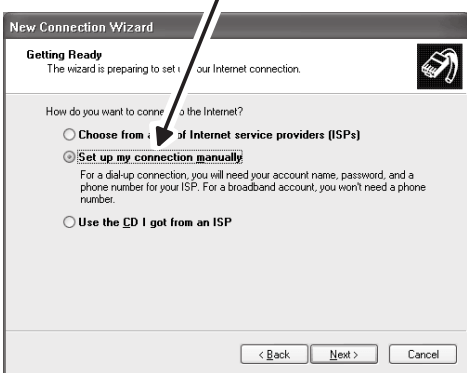 New Connection Wizard
Getting Ready
The wizard is preparing to set our Internet connection.
How do you want to connect to the Internet?
Choose from a of Internet service providers (ISPs)
Set up my connection manually
For a dial-up connection, you will need your account name, password, and a
phone number for your ISP. For a broadband account, you won't need a phone
number.
Use the CD I got from an ISP
< Back
Next >
Cancel